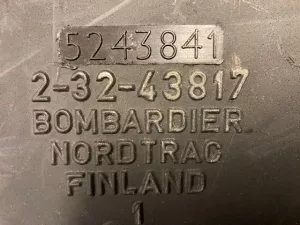 5243841
2-32-43817
BOMBARDIER
NORDTRAC
FINLAND
1